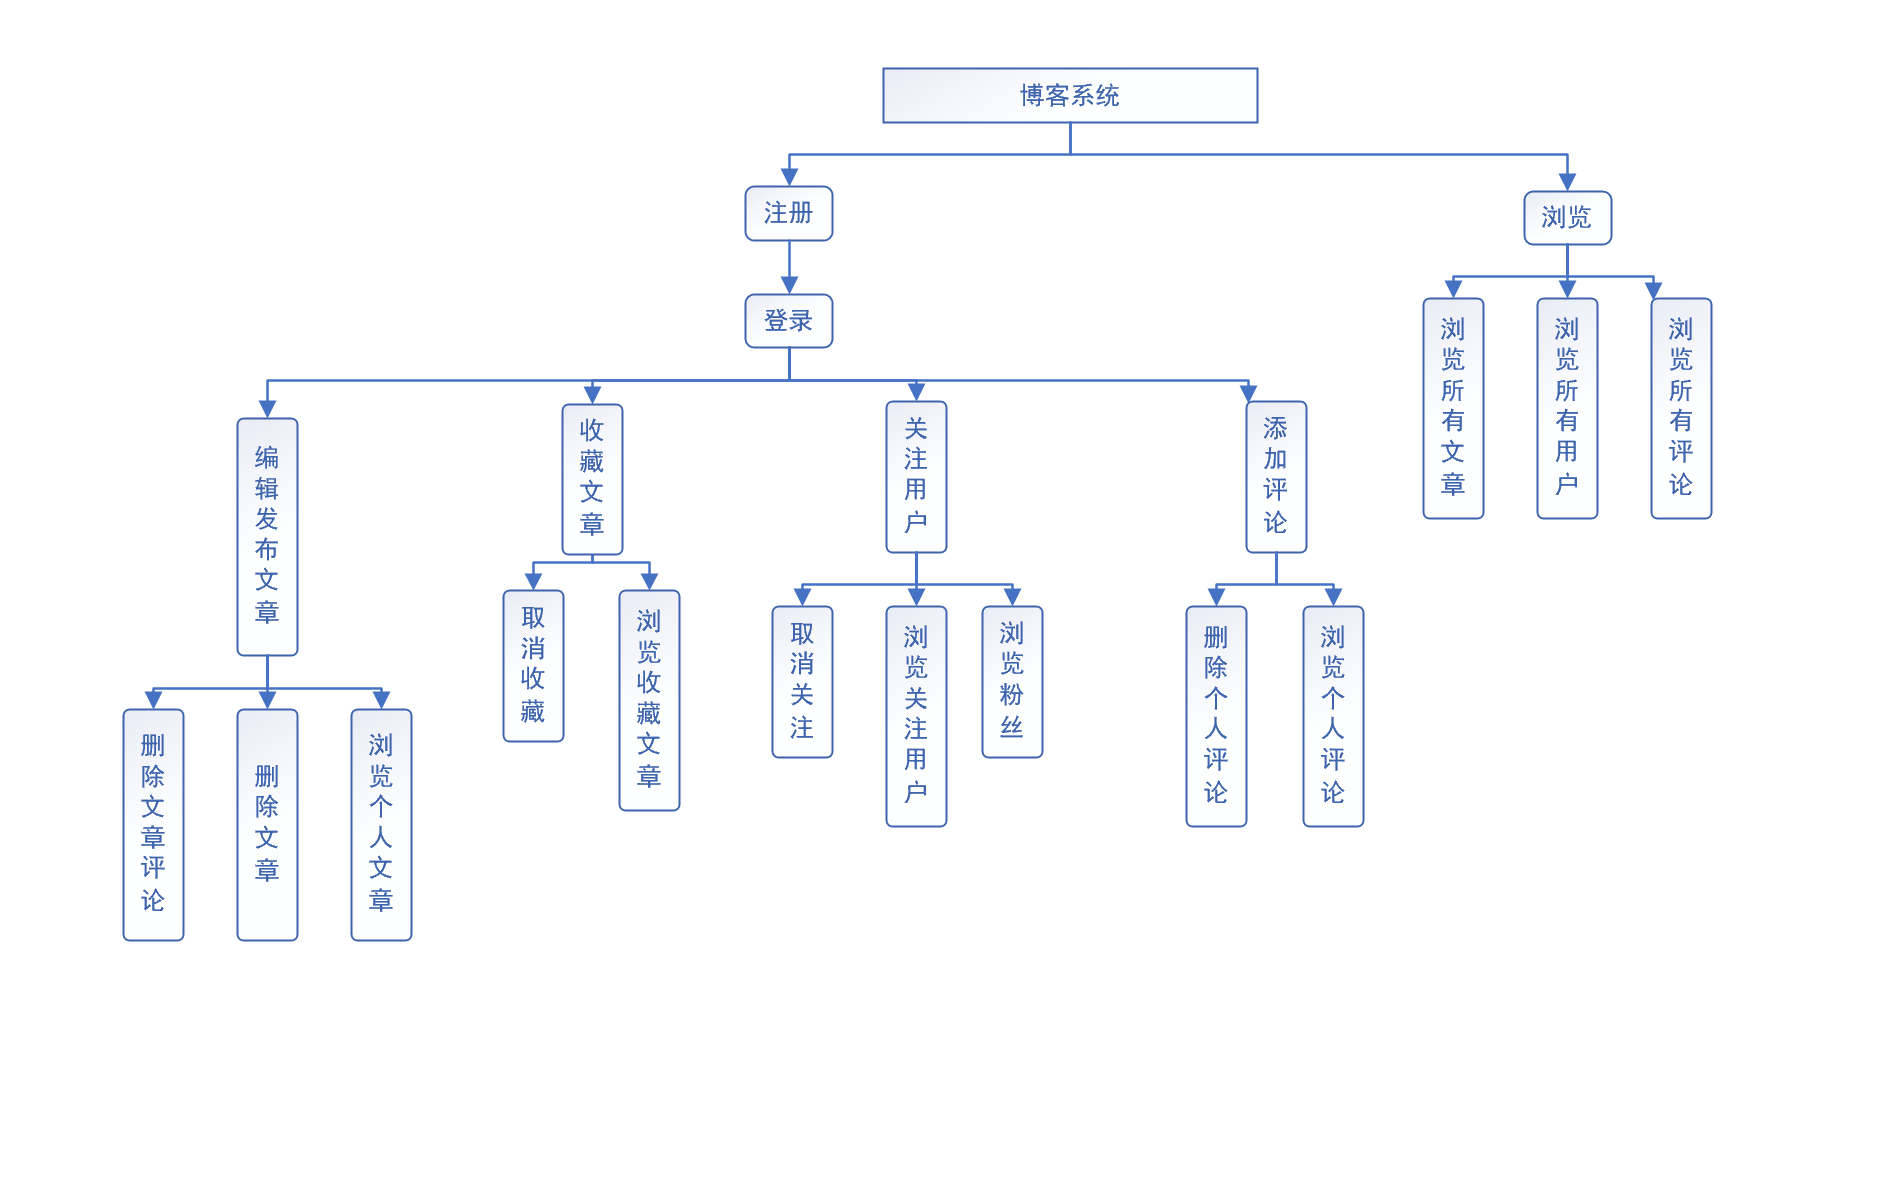 博客系统
注册
浏览
登录
浏览所有文章
浏览所有用户
浏览所有评论
编辑发布文章
收藏文章
关注用户
添加评论
取消收藏
浏览收藏文章
取消关注
浏览关注用户
浏览粉丝
删除个人评论
浏览个人评论
删除文章评论
删除文章
浏览个人文章